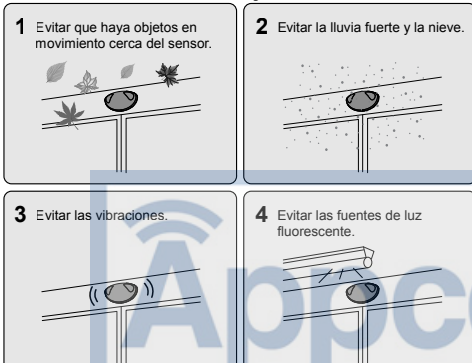 1 Evitar que haya objetos en
movimiento cerca del sensor.
2 Evitar la lluvia fuerte y la nieve.
3 Evitar las vibraciones.
4 Evitar las fuentes de luz
fluorescente.
Appco